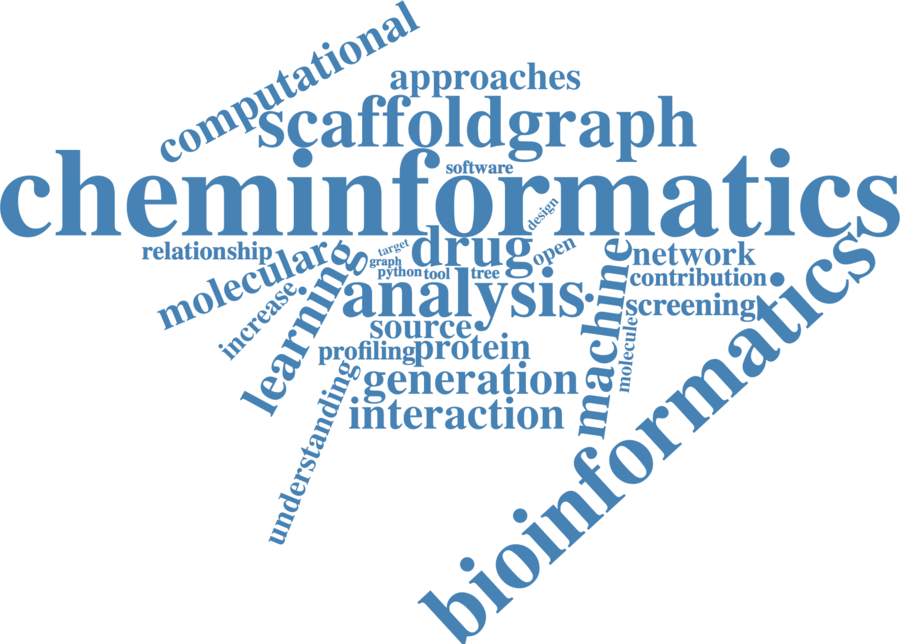 computational
approaches
scaffoldgraph
software
cheminformatics
design
relationship
target
drug
open
network
molecular
graph
python
tool
tree
contribution
learning
increase
analysis
machine
screening
source
molecule
profiling
protein
generation
understanding
interaction
bioinformatics